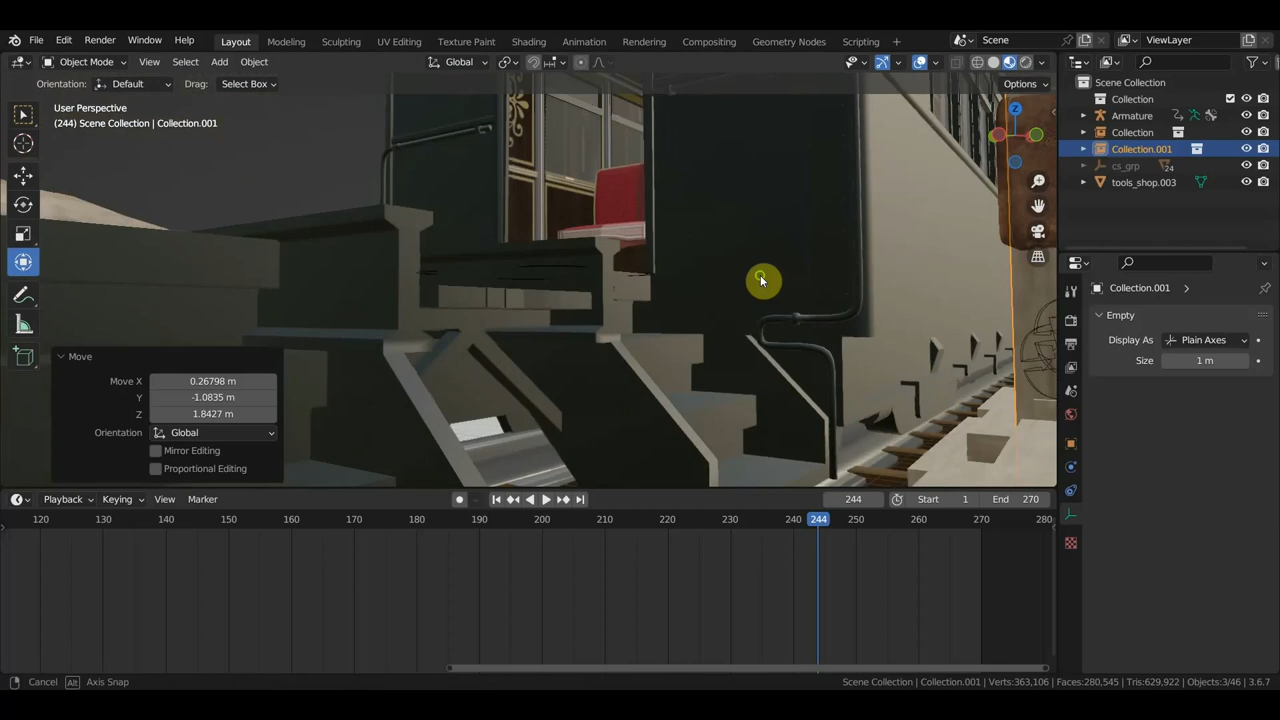 File Edit Render Window Help Layout Modeling Sculpting UV Editing Texture Paint Shading Animation Rendering Compositing Geometry Nodes Scripting + Scene ViewLayer
Object Mode View Select Add Object Global
Orientation: Default Drag: Select Box Options
User Perspective
(244) Scene Collection | Collection.001
Z
Scene Collection
Collection
Armature
Collection
Collection.001
cs_grp 24
tools_shop.003
Collection.001
Empty
Display As Plain Axes
Size 1 m
Move
Move X 0.26798 m
Y -1.0835 m
Z 1.8427 m
Orientation Global
Mirror Editing
Proportional Editing
Playback Keying View Marker 244 Start 1 End 270
120 130 140 150 160 170 180 190 200 210 220 230 240 244 250 260 270 280
Cancel Alt Axis Snap Scene Collection | Collection.001 Verts:363,106 | Faces:280,545 | Tris:629,922 | Objects:3/46 | 3.6.7